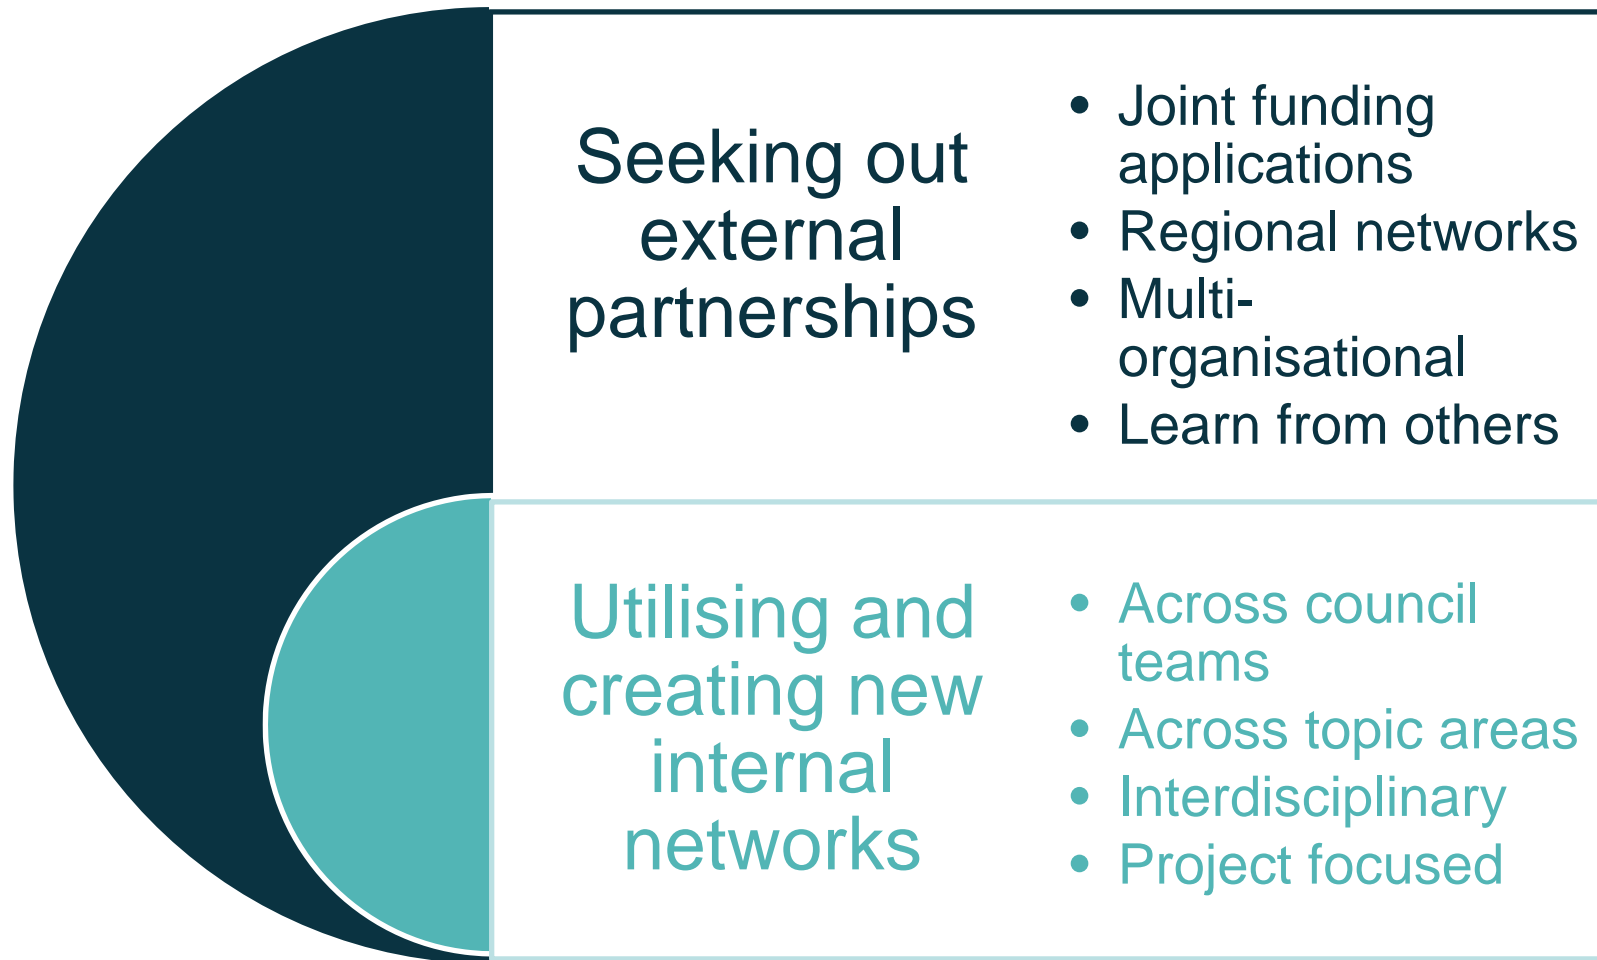 Seeking out
external
partnerships
• Joint funding
applications
• Regional networks
• Multi-
organisational
• Learn from others
Utilising and
creating new
internal
networks
• Across council
teams
• Across topic areas
• Interdisciplinary
• Project focused